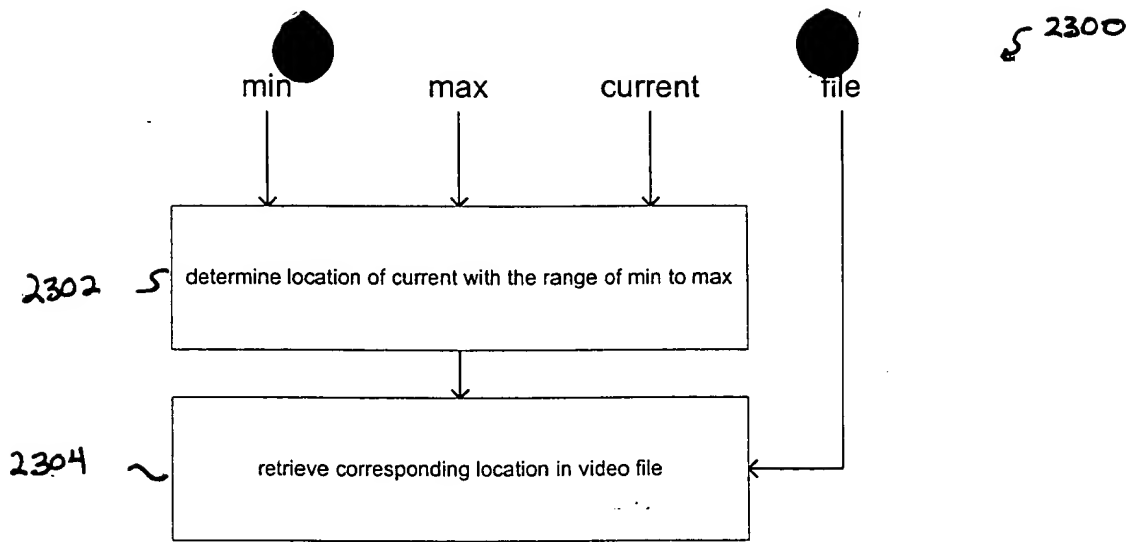 2300
min max current file
2302 determine location of current with the range of min to max
2304 retrieve corresponding location in video file